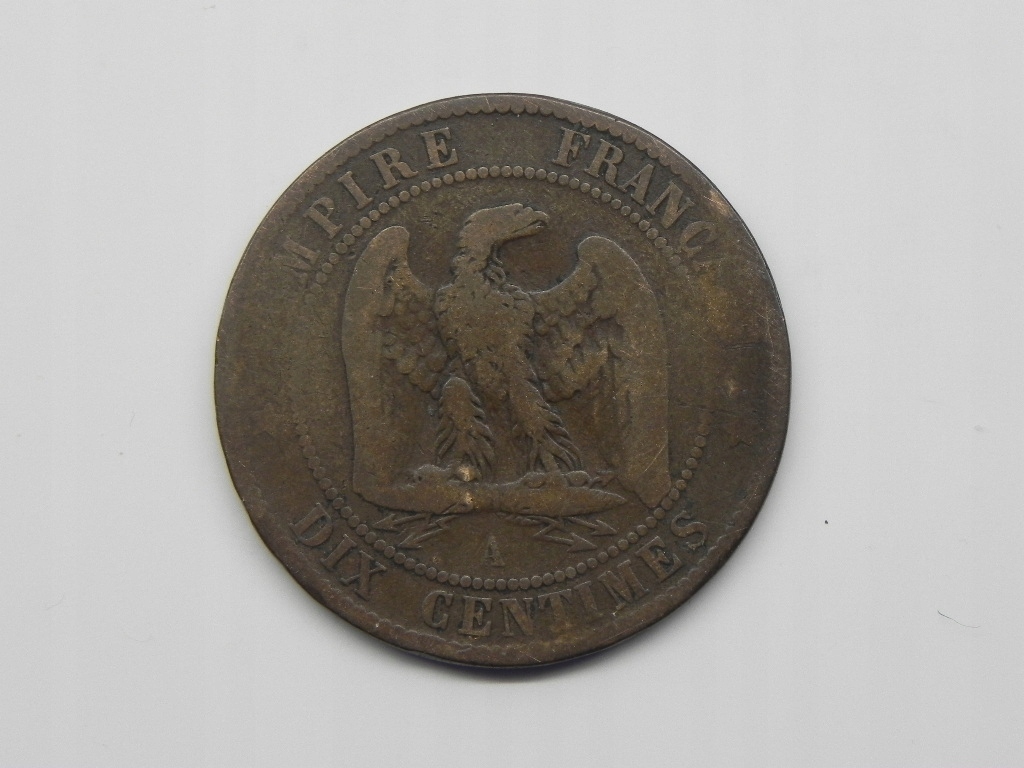 MPIRE FRANC
A
DIX CENTIMES